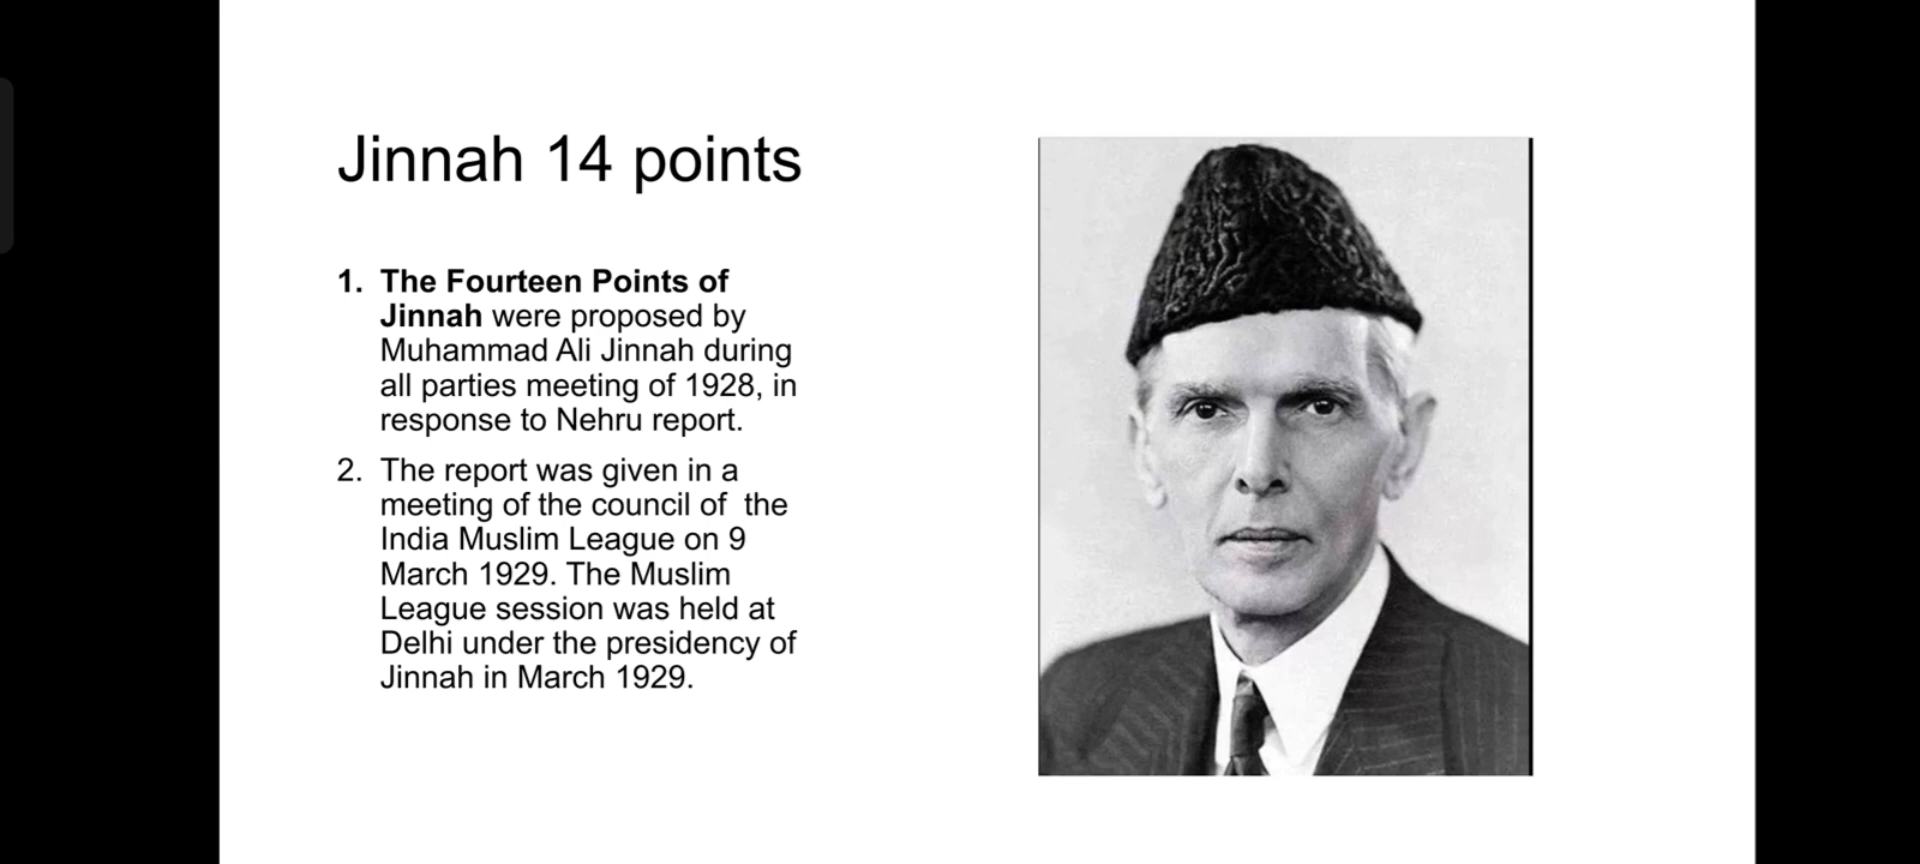 Jinnah 14 points
1. The Fourteen Points of
Jinnah were proposed by
Muhammad Ali Jinnah during
all parties meeting of 1928, in
response to Nehru report.
2. The report was given in a
meeting of the council of  the
India Muslim League on 9
March 1929. The Muslim
League session was held at
Delhi under the presidency of
Jinnah in March 1929.